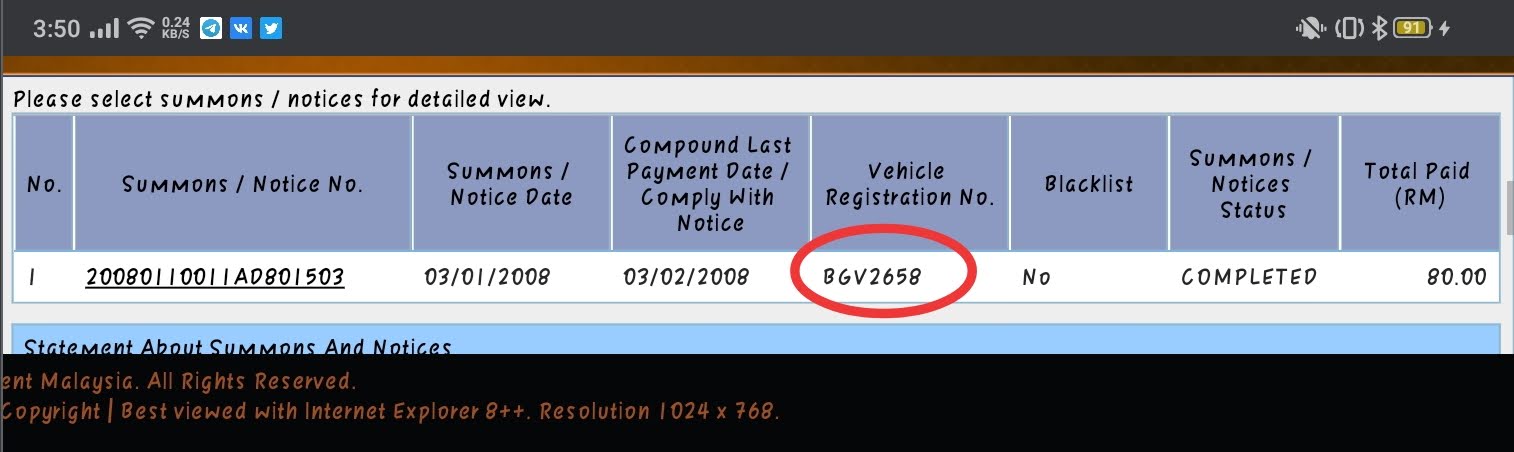 3:50 0.24 KB/S 91
Please select summons / notices for detailed view.
No. Summons / Notice No. Summons / Notice Date Compound Last Payment Date / Comply With Notice Vehicle Registration No. Blacklist Summons / Notices Status Total Paid (RM)
1 20080110011AD801503 03/01/2008 03/02/2008 BGV2658 No COMPLETED 80.00
Statement About Summons And Notices
ent Malaysia. All Rights Reserved.
Copyright | Best viewed with Internet Explorer 8++. Resolution 1024 x 768.